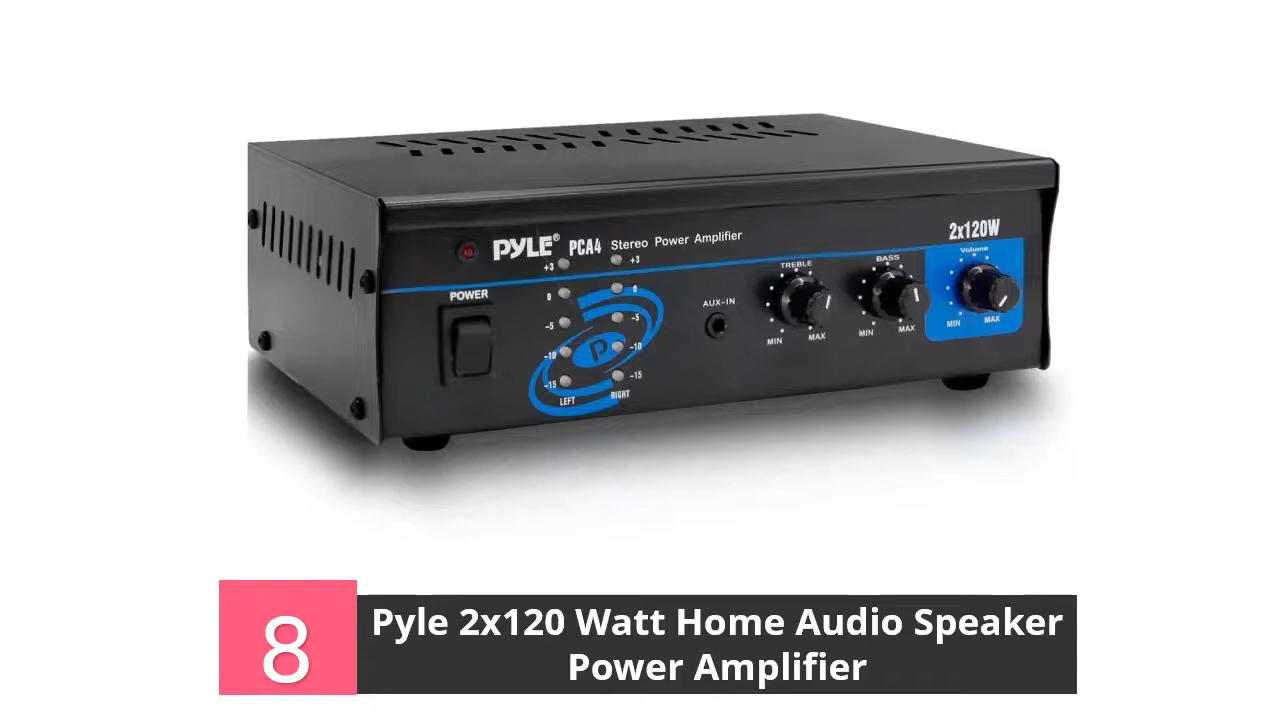 2x120W
PYLE® PCA4 Stereo Power Amplifier
Volume
MIN MAX
TREBLE
MIN MAX
BASS
MIN MAX
AUX-IN
POWER
+3 +3
0 0
-5 -5
-10 -10
-15 -15
LEFT RIGHT
P
8
Pyle 2x120 Watt Home Audio Speaker
Power Amplifier